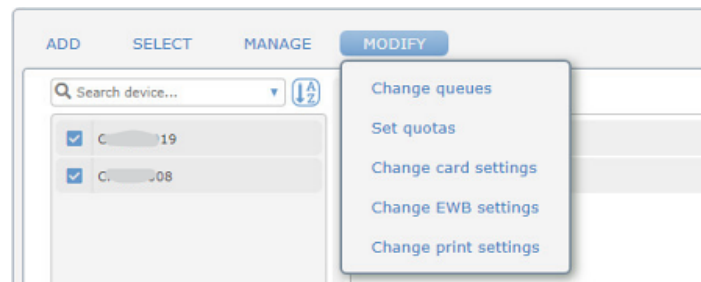 ADD SELECT MANAGE MODIFY
Search device...
Change queues
Set quotas
19
Change card settings
08
Change EWB settings
Change print settings